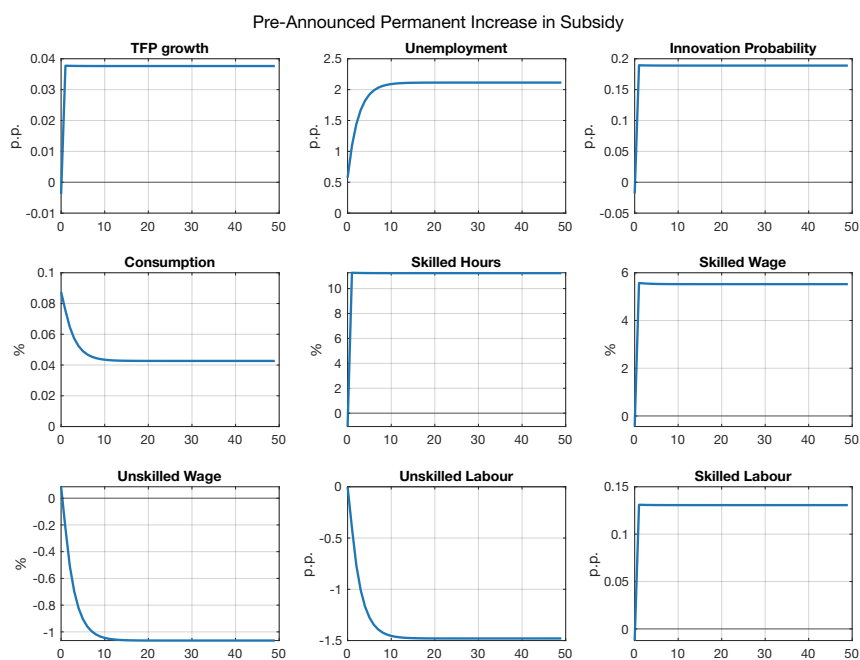 Pre-Announced Permanent Increase in Subsidy
TFP growth
p.p.
0.04
0.03
0.02
0.01
0
-0.01
0 10 20 30 40 50
Unemployment
p.p.
2.5
2
1.5
1
0.5
0
0 10 20 30 40 50
Innovation Probability
p.p.
0.2
0.15
0.1
0.05
0
-0.05
0 10 20 30 40 50
Consumption
%
0.1
0.08
0.06
0.04
0.02
0
0 10 20 30 40 50
Skilled Hours
%
10
8
6
4
2
0
0 10 20 30 40 50
Skilled Wage
%
6
4
2
0
0 10 20 30 40 50
Unskilled Wage
%
0
-0.2
-0.4
-0.6
-0.8
-1
0 10 20 30 40 50
Unskilled Labour
p.p.
0
-0.5
-1
-1.5
0 10 20 30 40 50
Skilled Labour
p.p.
0.15
0.1
0.05
0
0 10 20 30 40 50